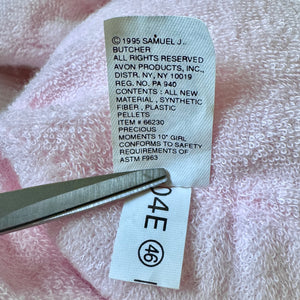 © 1995 SAMUEL J.
BUTCHER
ALL RIGHTS RESERVED
AVON PRODUCTS, INC.,
DISTR. NY, NY 10019
REG. NO. PA 940
CONTENTS : ALL NEW
MATERIAL, SYNTHETIC
FIBER, PLASTIC
PELLETS
ITEM # 66230
PRECIOUS
MOMENTS 10" GIRL
CONFORMS TO SAFETY
REQUIREMENTS OF
ASTM F963
04E 46